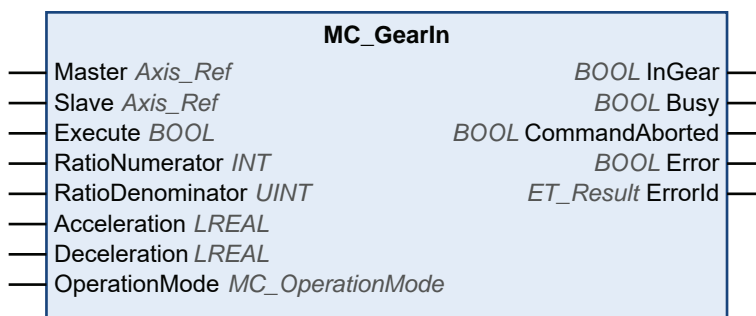 MC_GearIn
Master Axis_Ref BOOL InGear
Slave Axis_Ref BOOL Busy
Execute BOOL BOOL CommandAborted
RatioNumerator INT BOOL Error
RatioDenominator UINT ET_Result ErrorId
Acceleration LREAL
Deceleration LREAL
OperationMode MC_OperationMode